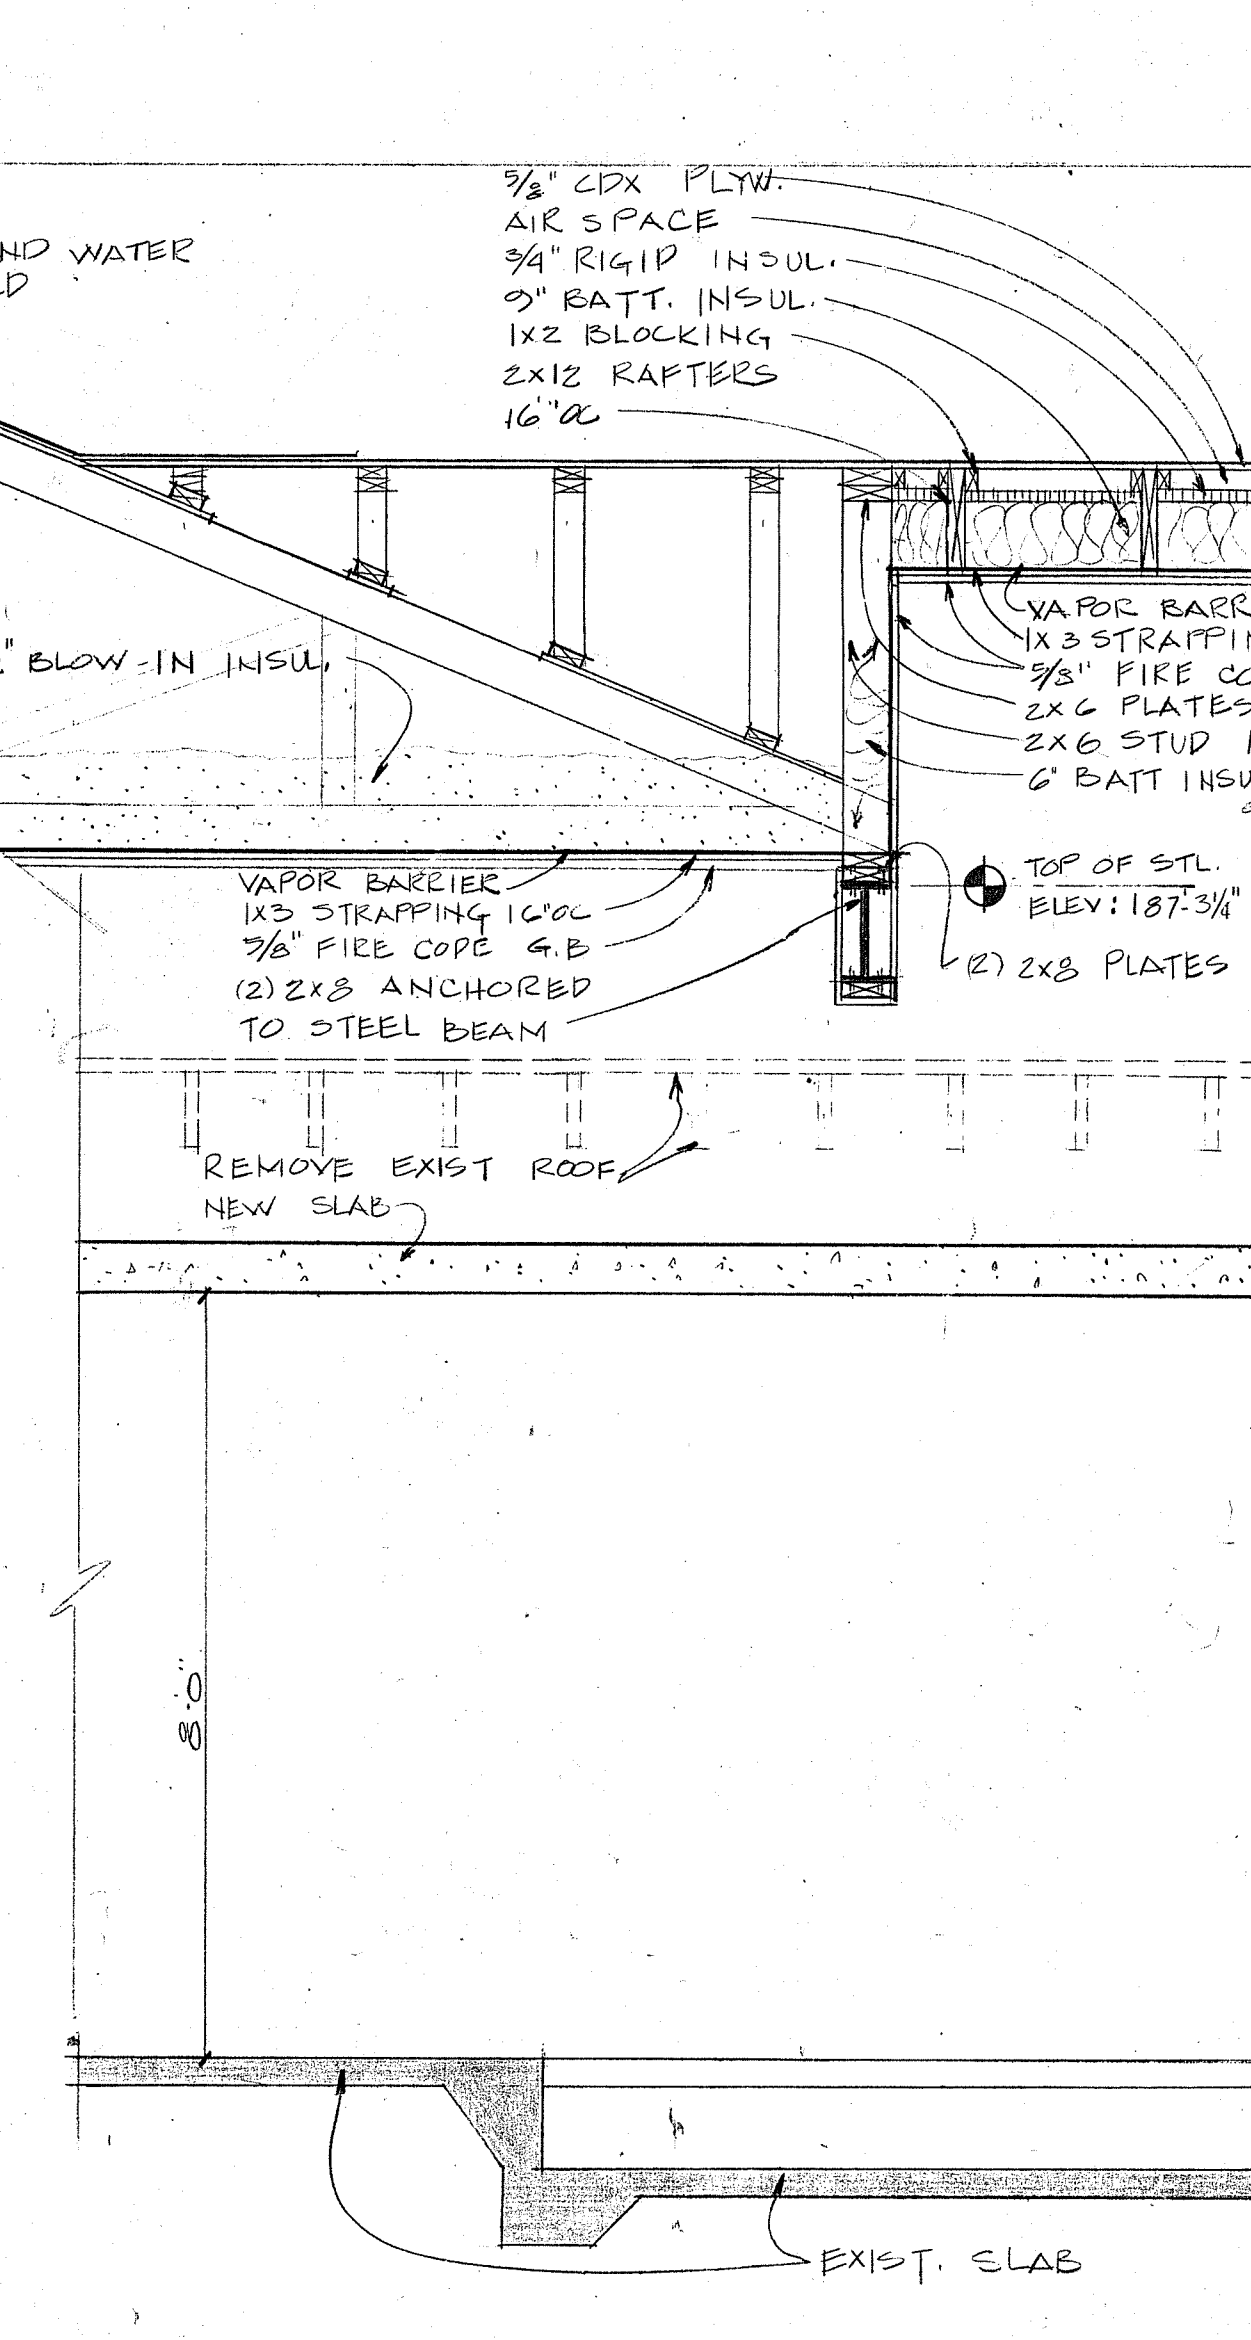 5/8" CDX PLYW.
AIR SPACE
3/4" RIGID INSUL.
9" BATT. INSUL.
1X2 BLOCKING
2X12 RAFTERS
16"OC
ND WATER
D
" BLOW-IN INSUL.
VAPOR BARR
1X3 STRAPPIN
5/8" FIRE CO
2X6 PLATES
2X6 STUD
6" BATT INSU
TOP OF STL.
ELEV: 187'-3¼"
(2) 2X8 PLATES
VAPOR BARRIER
1X3 STRAPPING 16"OC
5/8" FIRE CODE G.B
(2) 2X8 ANCHORED
TO STEEL BEAM
REMOVE EXIST ROOF
NEW SLAB
8'-0"
EXIST. SLAB